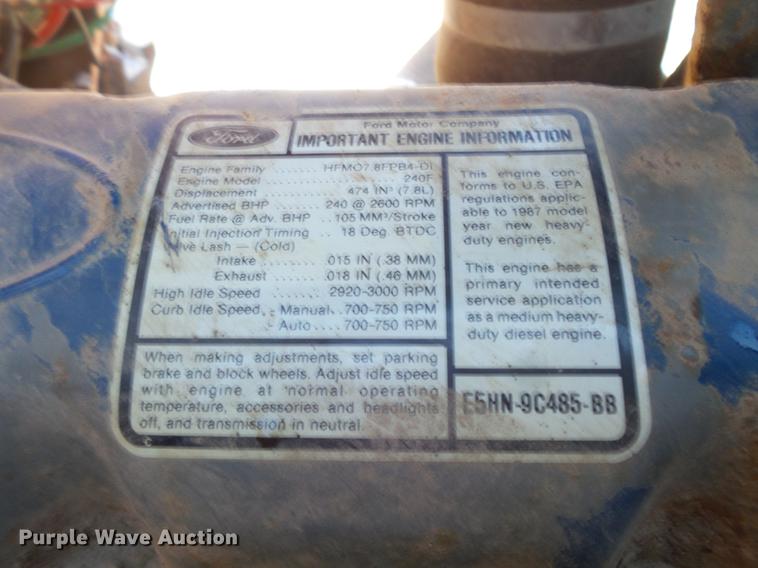 Ford
Ford Motor Company
IMPORTANT ENGINE INFORMATION
Engine Family ........ HFM07.8FPB4-DI
Engine Model ........ 240F
Displacement ........ 474 IN³ (7.8L)
Advertised BHP .... 240 @ 2600 RPM
Fuel Rate @ Adv. BHP .. 105 MM³/Stroke
Initial Injection Timing .... 18 Deg. BTDC
Valve Lash — (Cold)
Intake ........ .015 IN (.38 MM)
Exhaust ........ .018 IN (.46 MM)
High Idle Speed ....... 2920-3000 RPM
Curb Idle Speed. - Manual.. 700-750 RPM
- Auto .... 700-750 RPM
This engine con-
forms to U.S. EPA
regulations applic-
able to 1987 model
year new heavy-
duty engines.
This engine has a
primary intended
service application
as a medium heavy-
duty diesel engine.
When making adjustments, set parking
brake and block wheels. Adjust idle speed
with engine at normal operating
temperature, accessories and headlights
off, and transmission in neutral.
E5HN-9C485-BB
Purple Wave Auction